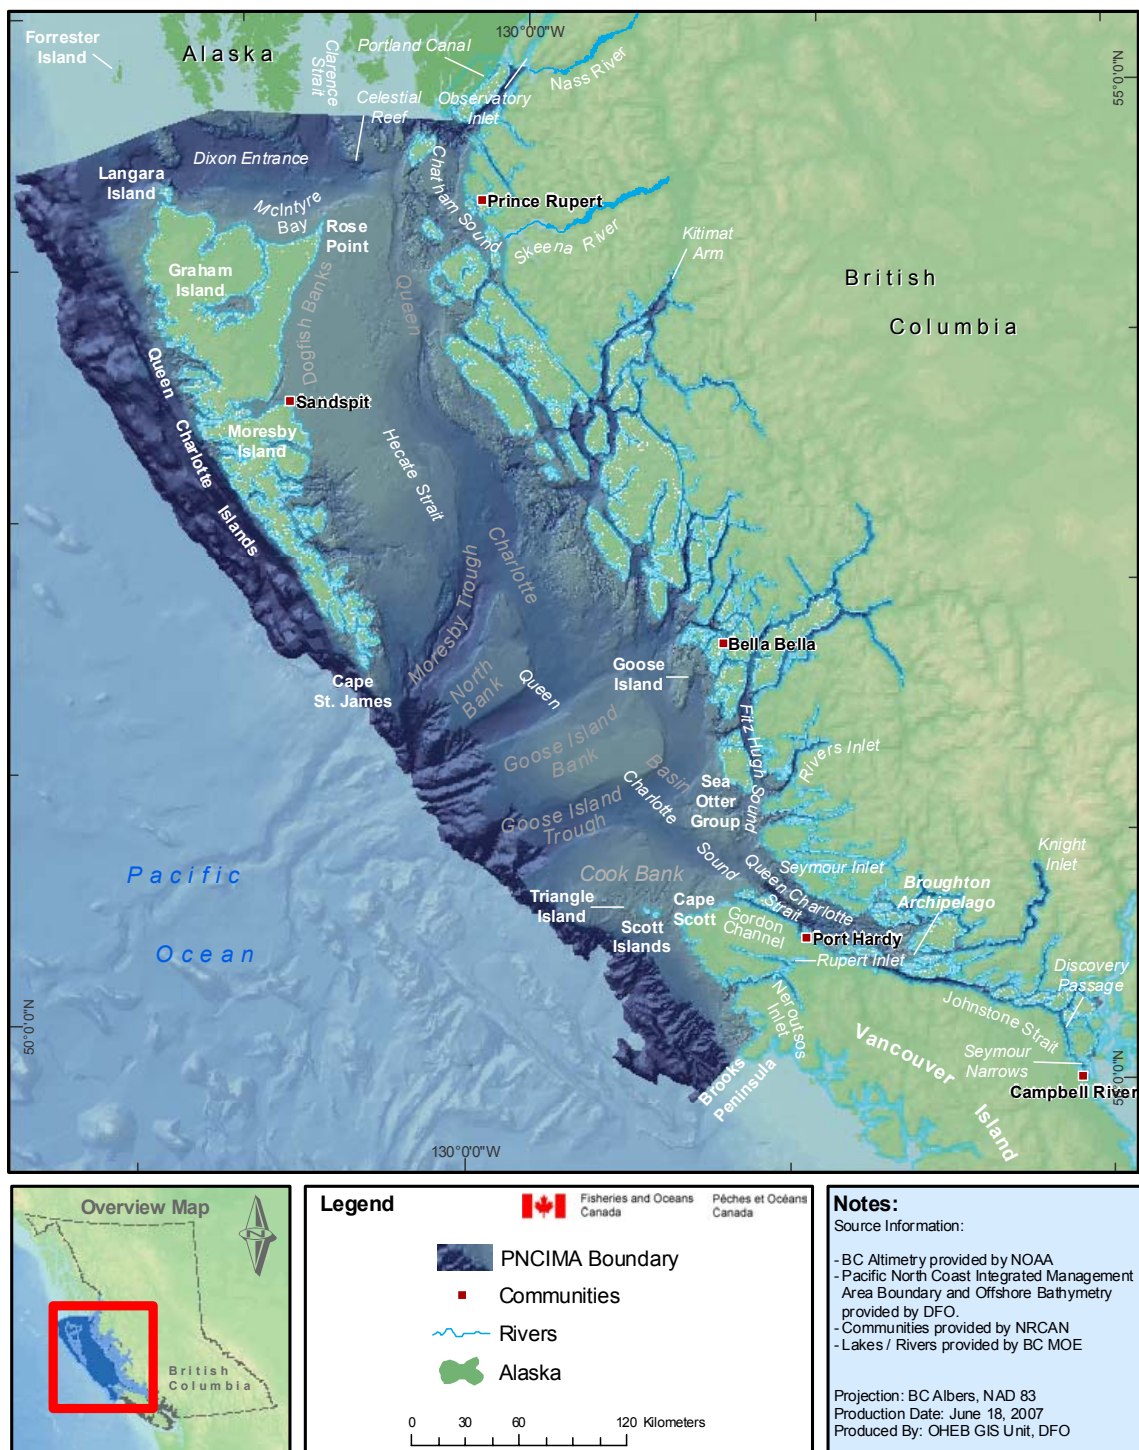 130°0'0"W
Forrester
Island
Alaska
Clarence
Strait
Portland Canal
Nass River
55°0'0"N
Celestial
Reef
Observatory
Inlet
Dixon Entrance
Langara
Island
McIntyre
Bay
Rose
Point
Chatham Sound
Prince Rupert
Skeena River
Kitimat
Arm
Graham
Island
Dogfish Banks
Queen
British
Columbia
Queen Charlotte Islands
Sandspit
Moresby
Island
Hecate Strait
Charlotte
Moresby Trough
North
Bank
Queen
Cape
St. James
Goose
Island
Bella Bella
Goose Island
Bank
Basin
Charlotte
Fitz Hugh Sound
Rivers Inlet
Sea
Otter
Group
Goose Island
Trough
Sound
Cook Bank
Queen Charlotte
Strait
Seymour Inlet
Knight
Inlet
Broughton
Archipelago
Pacific
Ocean
Triangle
Island
Cape
Scott
Scott
Islands
Gordon
Channel
Port Hardy
Rupert Inlet
Discovery
Passage
Neroutsos
Inlet
Johnstone Strait
Vancouver
Island
Seymour
Narrows
Campbell River
Brooks
Peninsula
50°0'0"N
50°0'0"N
130°0'0"W
Overview Map
N
British
Columbia
Legend
Fisheries and Oceans
Canada
Pêches et Océans
Canada
PNCIMA Boundary
Communities
Rivers
Alaska
0 30 60 120 Kilometers
Notes:
Source Information:
- BC Altimetry provided by NOAA
- Pacific North Coast Integrated Management
Area Boundary and Offshore Bathymetry
provided by DFO.
- Communities provided by NRCAN
- Lakes / Rivers provided by BC MOE
Projection: BC Albers, NAD 83
Production Date: June 18, 2007
Produced By: OHEB GIS Unit, DFO